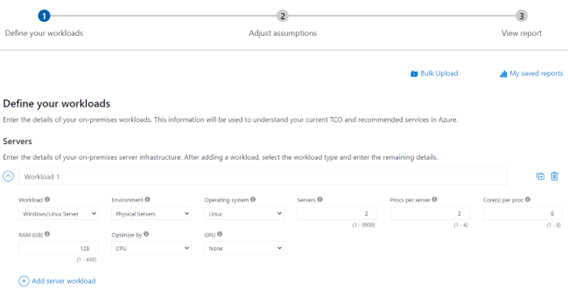 1 2 3
Define your workloads Adjust assumptions View report
Bulk Upload My saved reports
Define your workloads
Enter the details of your on-premises workloads. This information will be used to understand your current TCO and recommended services in Azure.
Servers
Enter the details of your on-premises server infrastructure. After adding a workload, select the workload type and enter the remaining details.
Workload 1
Workload Environment Operating system Servers Procs per server Core(s) per proc
Windows/Linux Server Physical Servers Linux 2 2 6
(1 - 9999) (1 - 4) (1 - 8)
RAM (GB) Optimize by GPU
128 CPU None
(1 - 448)
Add server workload